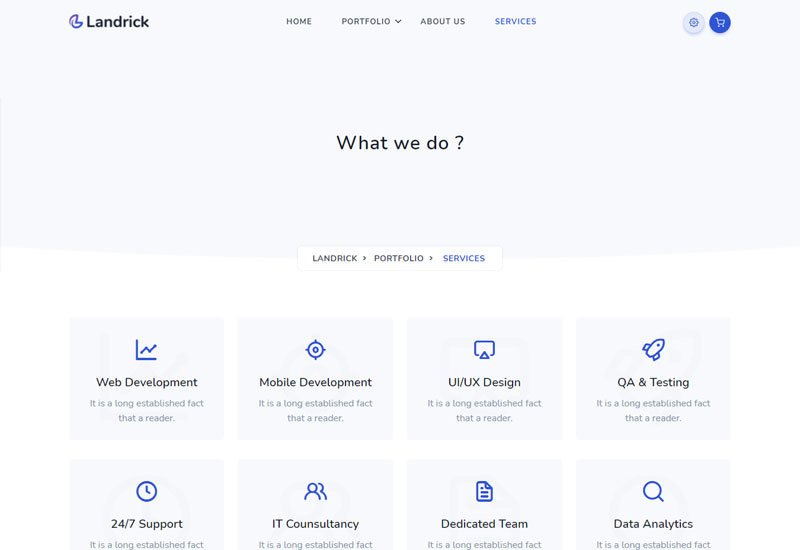 Landrick
HOME PORTFOLIO ABOUT US SERVICES
What we do ?
LANDRICK > PORTFOLIO > SERVICES
Web Development
It is a long established fact
that a reader.
Mobile Development
It is a long established fact
that a reader.
UI/UX Design
It is a long established fact
that a reader.
QA & Testing
It is a long established fact
that a reader.
24/7 Support
It is a long established fact
IT Counsultancy
It is a long established fact
Dedicated Team
It is a long established fact
Data Analytics
It is a long established fact